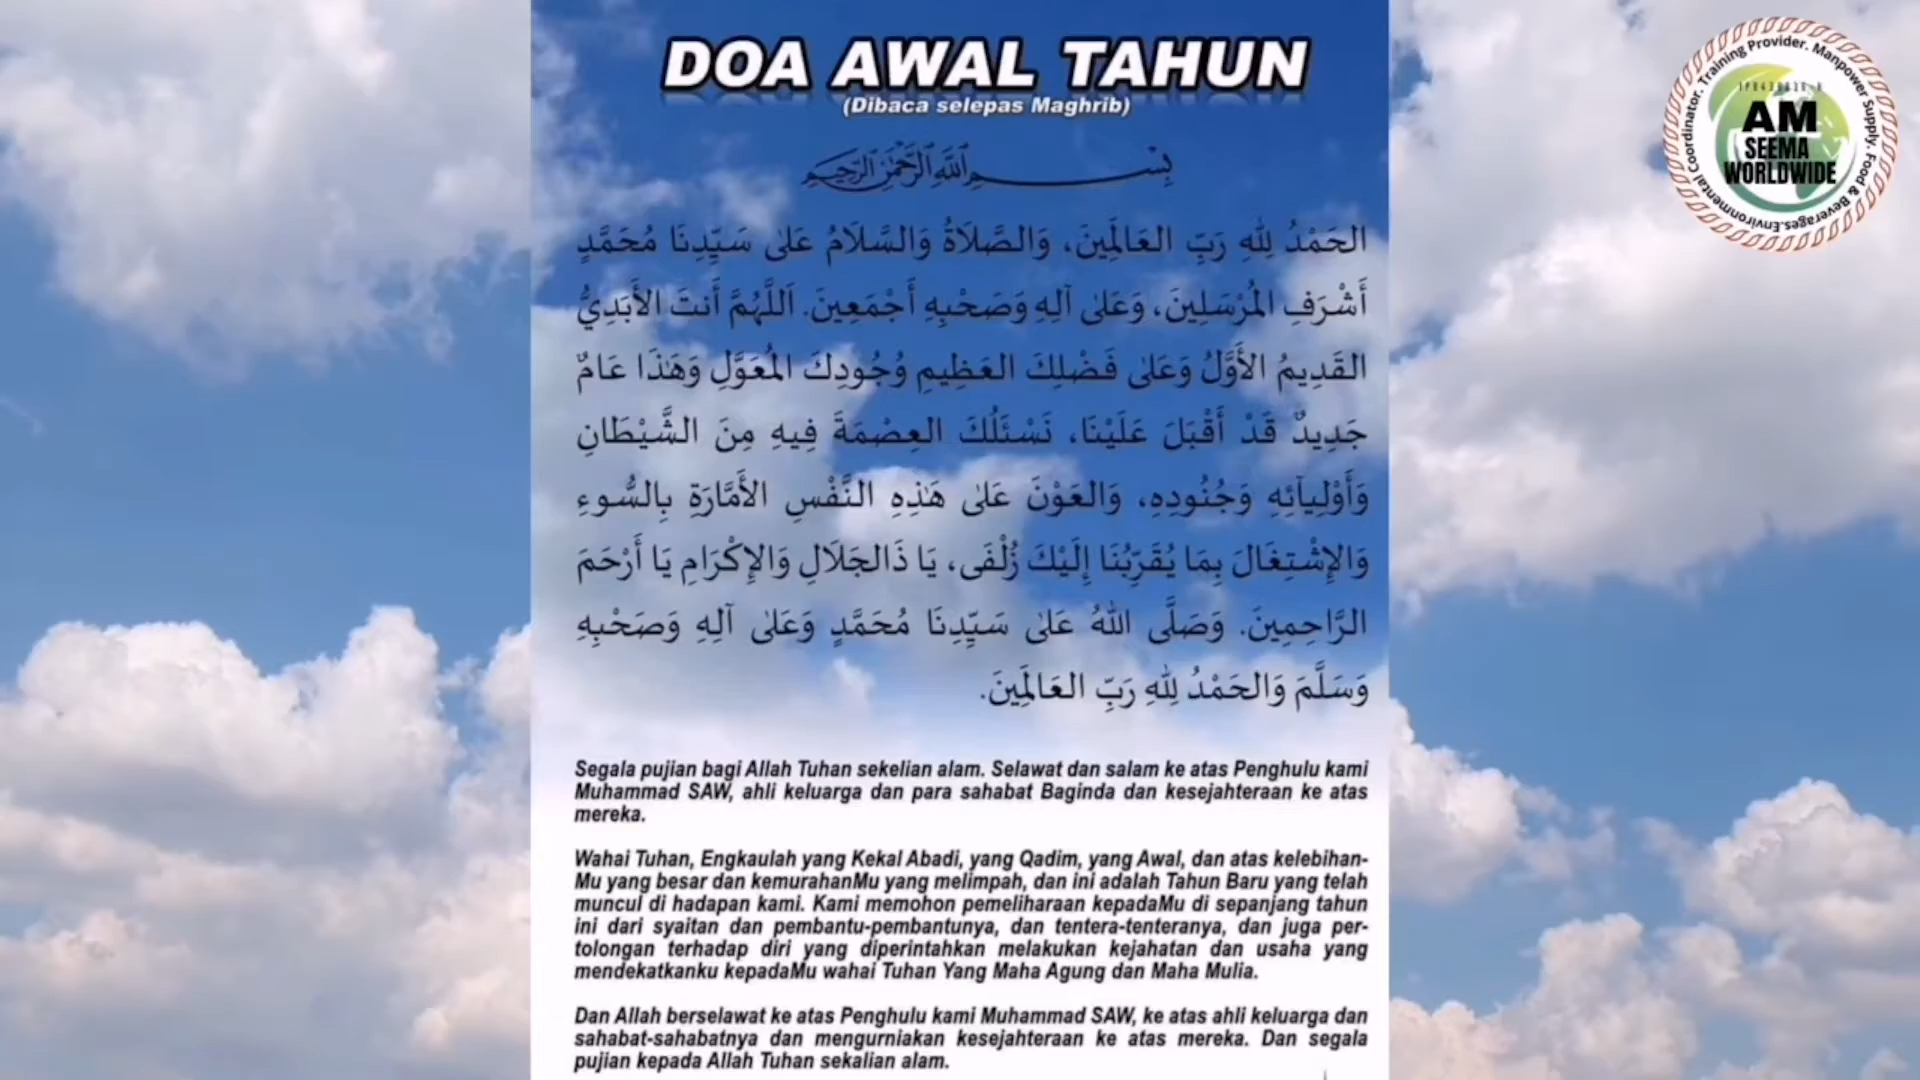 DOA AWAL TAHUN
(Dibaca selepas Maghrib)
بِسْمِ اللَّهِ الرَّحْمَٰنِ الرَّحِيمِ
الحَمْدُ لِلَّهِ رَبِّ العَالَمِينَ، وَالصَّلَاةُ وَالسَّلَامُ عَلَى سَيِّدِنَا مُحَمَّدٍ
أَشْرَفِ المُرْسَلِينَ، وَعَلَى آلِهِ وَصَحْبِهِ أَجْمَعِينَ. اَللَّهُمَّ أَنتَ الأَبَدِيُّ
القَدِيمُ الأَوَّلُ وَعَلَى فَضْلِكَ العَظِيمِ وُجُودِكَ المُعَوَّلِ وَهَذَا عَامٌ
جَدِيدٌ قَدْ أَقْبَلَ عَلَيْنَا، نَسْئَلُكَ العِصْمَةَ فِيهِ مِنَ الشَّيْطَانِ
وَأَوْلِيآئِهِ وَجُنُودِهِ، وَالعَوْنَ عَلَى هَذِهِ النَّفْسِ الأَمَّارَةِ بِالسُّوءِ
وَالإِشْتِغَالَ بِمَا يُقَرِّبُنَا إِلَيْكَ زُلْفَى، يَا ذَالجَلَالِ وَالإِكْرَامِ يَا أَرْحَمَ
الرَّاحِمِينَ. وَصَلَّى اللهُ عَلَى سَيِّدِنَا مُحَمَّدٍ وَعَلَى آلِهِ وَصَحْبِهِ
وَسَلَّمَ وَالحَمْدُ لِلَّهِ رَبِّ العَالَمِينَ.
Segala pujian bagi Allah Tuhan sekelian alam. Selawat dan salam ke atas Penghulu kami
Muhammad SAW, ahli keluarga dan para sahabat Baginda dan kesejahteraan ke atas
mereka.
Wahai Tuhan, Engkaulah yang Kekal Abadi, yang Qadim, yang Awal, dan atas kelebihan-
Mu yang besar dan kemurahanMu yang melimpah, dan ini adalah Tahun Baru yang telah
muncul di hadapan kami. Kami memohon pemeliharaan kepadaMu di sepanjang tahun
ini dari syaitan dan pembantu-pembantunya, dan tentera-tenteranya, dan juga per-
tolongan terhadap diri yang diperintahkan melakukan kejahatan dan usaha yang
mendekatkanku kepadaMu wahai Tuhan Yang Maha Agung dan Maha Mulia.
Dan Allah berselawat ke atas Penghulu kami Muhammad SAW, ke atas ahli keluarga dan
sahabat-sahabatnya dan mengurniakan kesejahteraan ke atas mereka. Dan segala
pujian kepada Allah Tuhan sekalian alam.
Environmental Coordinator. Training Provider. Manpower Supply. Food & Beverages.
AM
SEEMA
WORLDWIDE